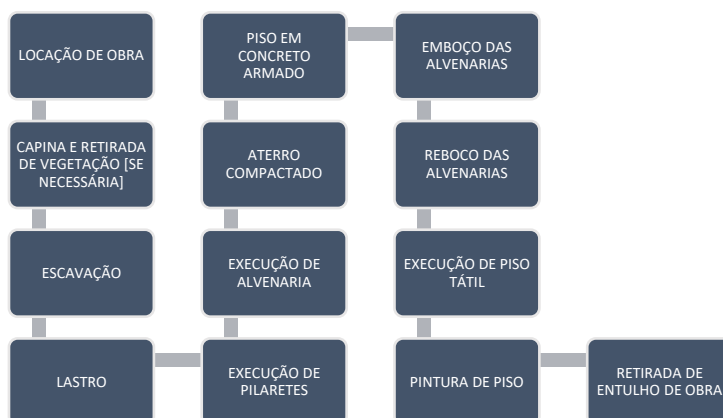 LOCAÇÃO DE OBRA
CAPINA E RETIRADA
DE VEGETAÇÃO [SE
NECESSÁRIA]
ESCAVAÇÃO
LASTRO
EXECUÇÃO DE
PILARETES
EXECUÇÃO DE
ALVENARIA
ATERRO
COMPACTADO
PISO EM
CONCRETO
ARMADO
EMBOÇO DAS
ALVENARIAS
REBOCO DAS
ALVENARIAS
EXECUÇÃO DE PISO
TÁTIL
PINTURA DE PISO
RETIRADA DE
ENTULHO DE OBRA